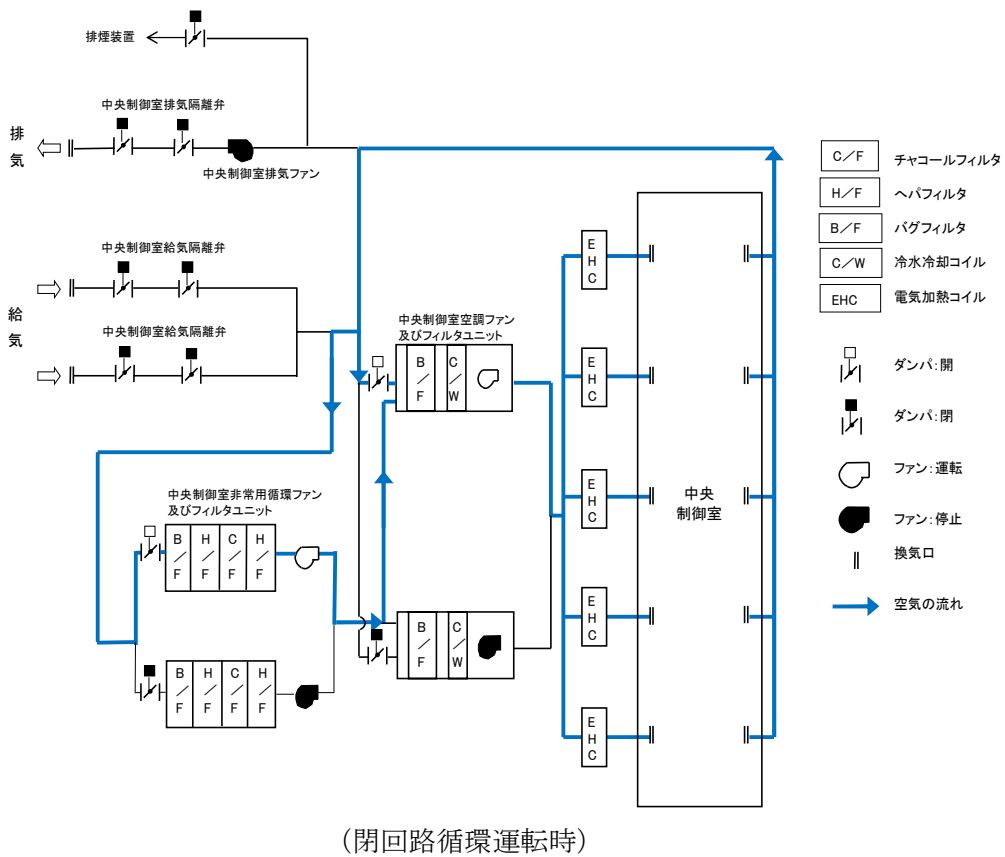 排煙装置
中央制御室排気隔離弁
排
気
中央制御室排気ファン
中央制御室給気隔離弁
給
気
中央制御室給気隔離弁
中央制御室空調ファン
及びフィルタユニット
B/F
C/W
中央制御室非常用循環ファン
及びフィルタユニット
B/F
H/F
C/F
H/F
B/F
H/F
C/F
H/F
B/F
C/W
EHC
EHC
EHC
EHC
EHC
中央
制御室
C/F チャコールフィルタ
H/F ヘパフィルタ
B/F バグフィルタ
C/W 冷水冷却コイル
EHC 電気加熱コイル
ダンパ:開
ダンパ:閉
ファン:運転
ファン:停止
換気口
空気の流れ
(閉回路循環運転時)